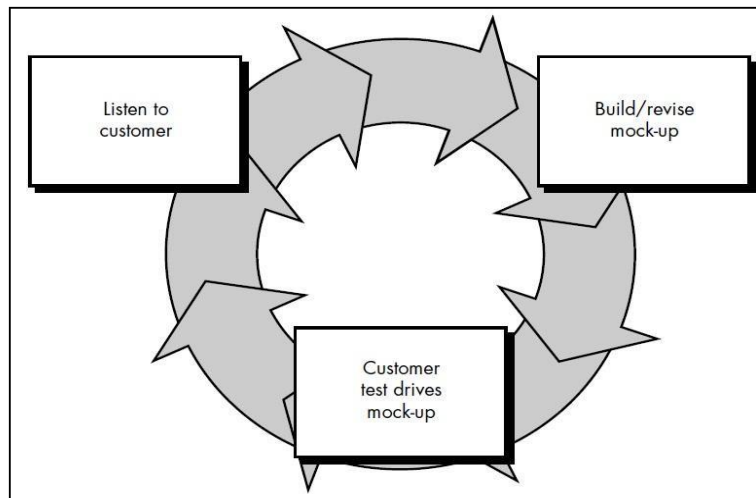 Listen to
customer
Build/revise
mock-up
Customer
test drives
mock-up